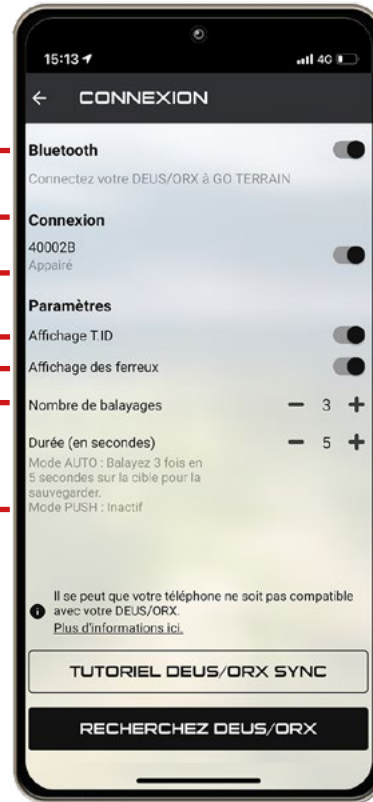 15:13 4G
CONNEXION
Bluetooth
Connectez votre DEUS/ORX à GO TERRAIN
Connexion
40002B
Appairé
Paramètres
Affichage T.ID
Affichage des ferreux
Nombre de balayages 3
Durée (en secondes) 5
Mode AUTO : Balayez 3 fois en
5 secondes sur la cible pour la
sauvegarder.
Mode PUSH : Inactif
Il se peut que votre téléphone ne soit pas compatible
avec votre DEUS/ORX.
Plus d'informations ici.
TUTORIEL DEUS/ORX SYNC
RECHERCHEZ DEUS/ORX